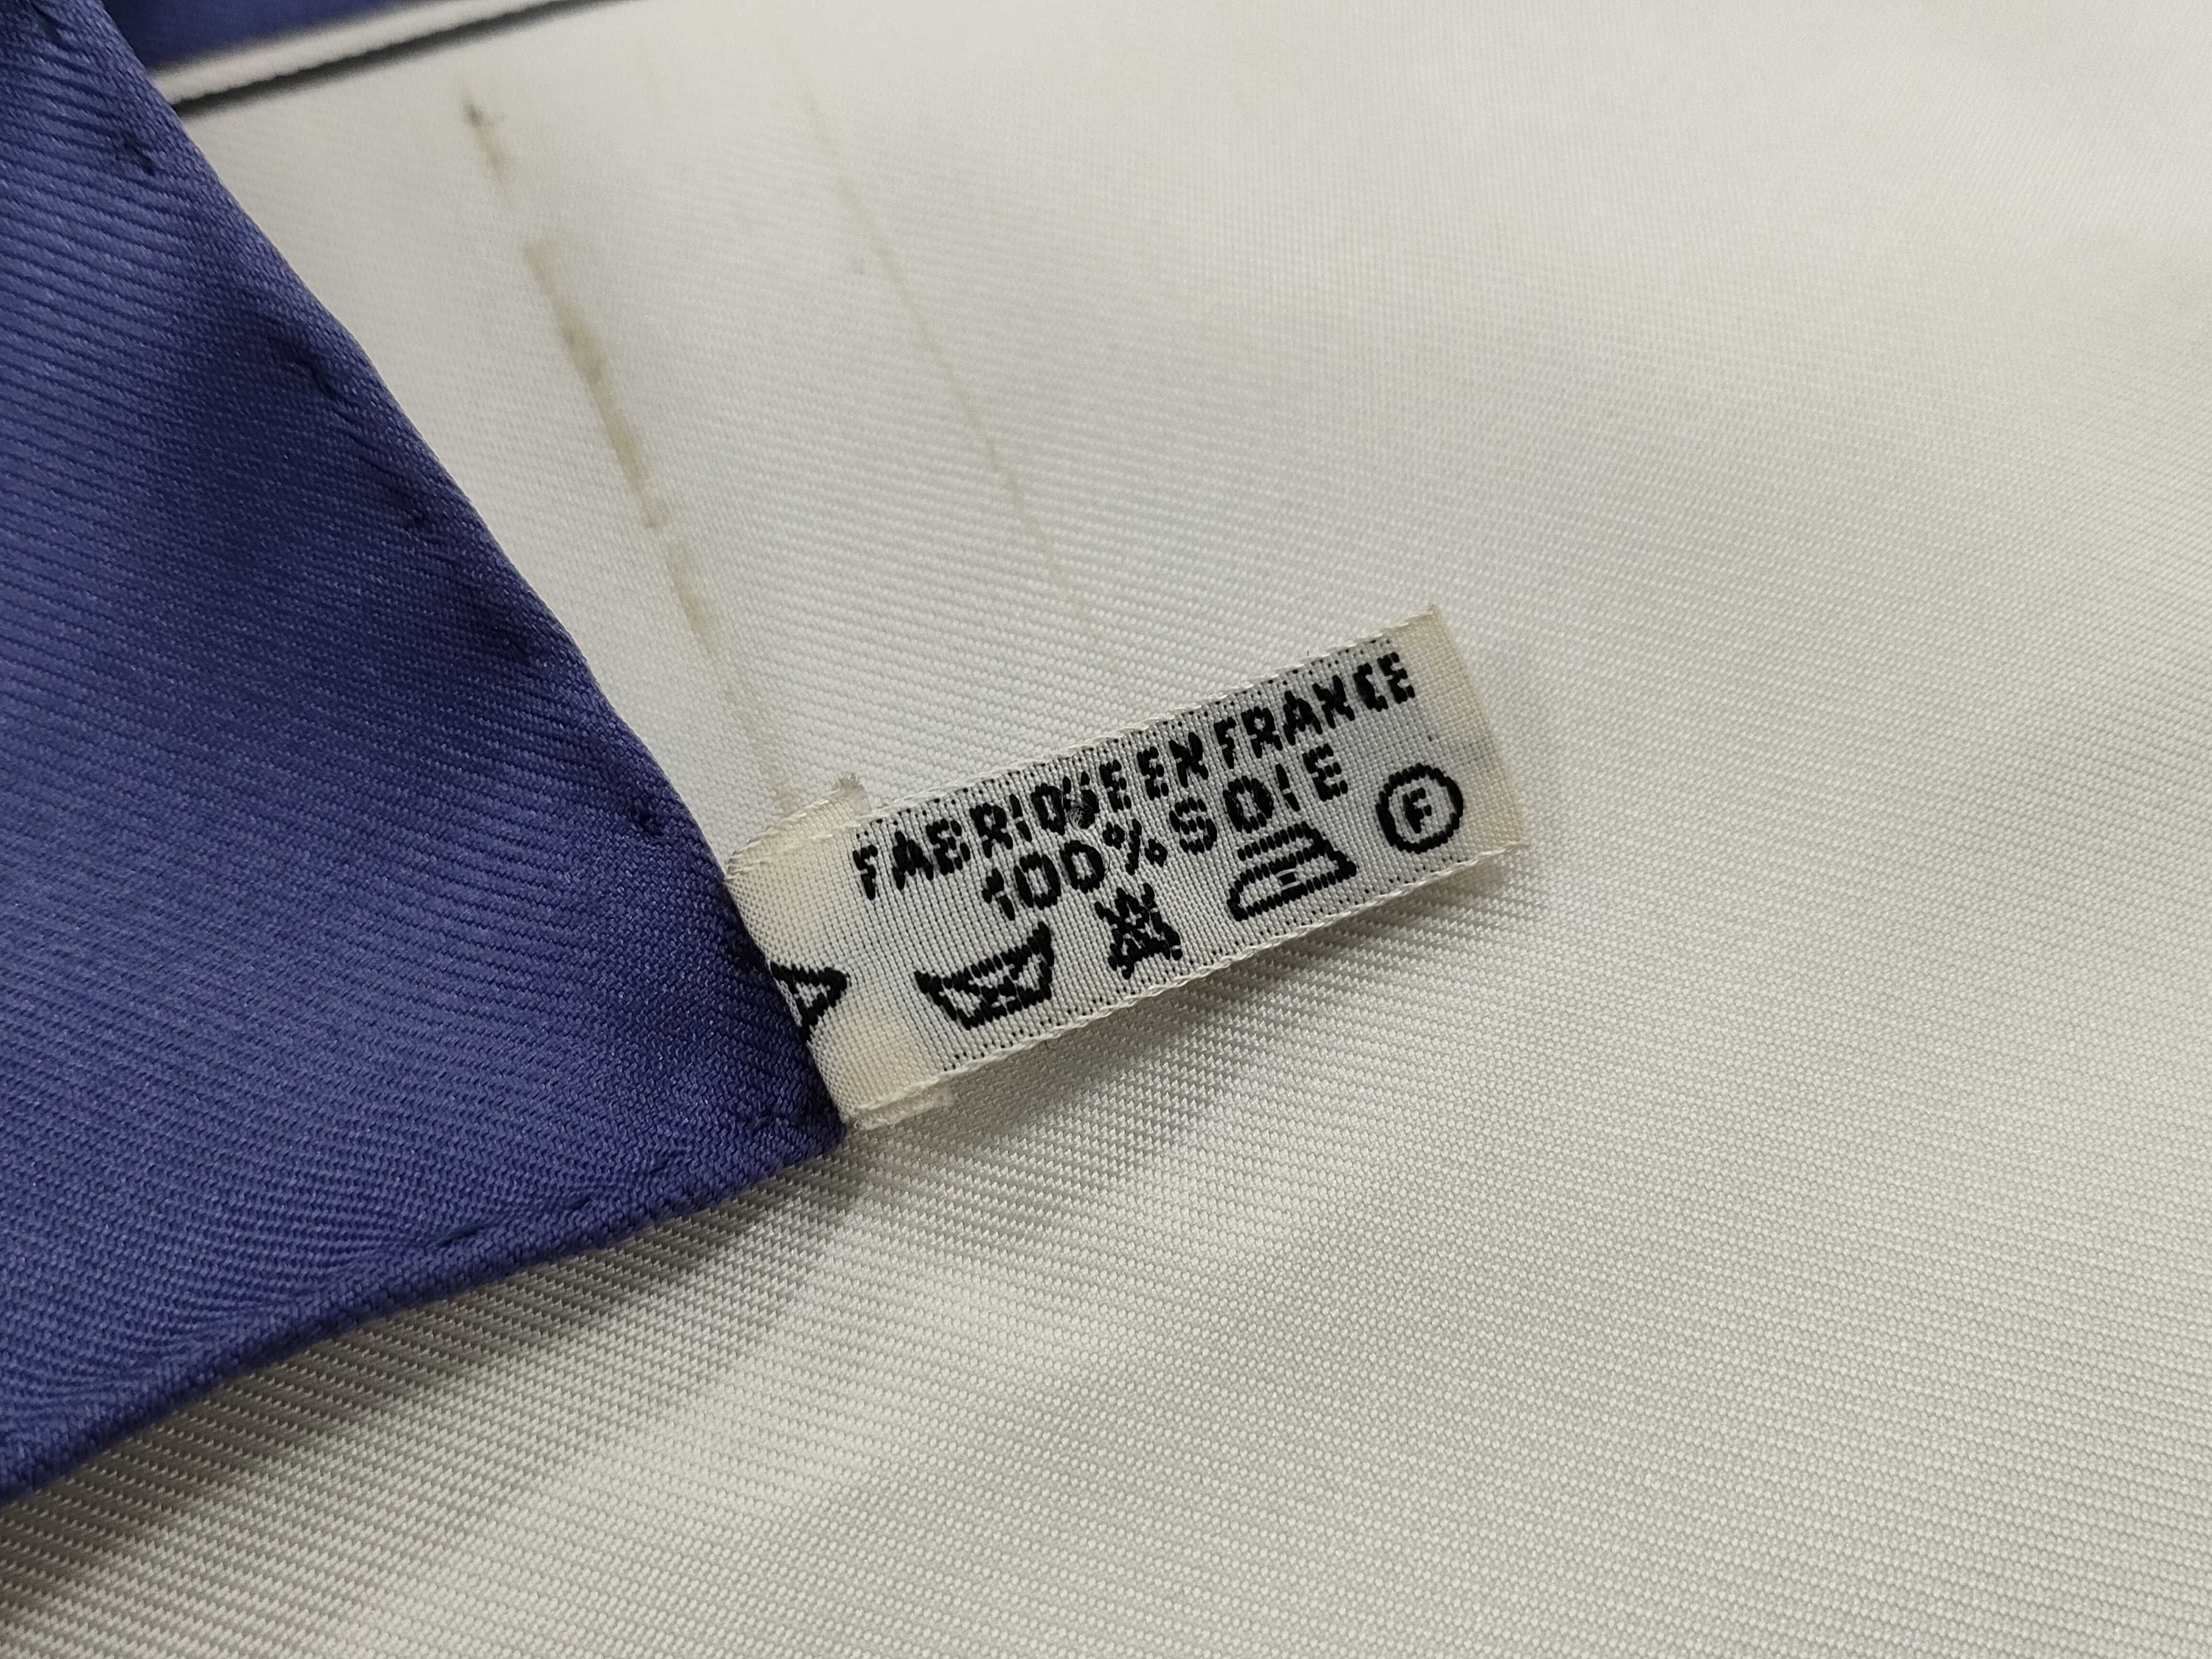 FABRIQUE EN FRANCE
100% SOIE
F
A